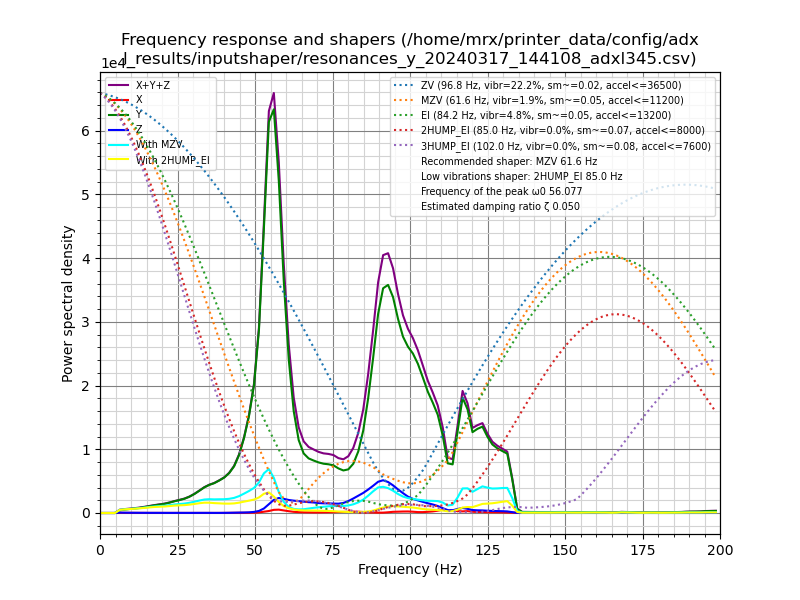 Frequency response and shapers (/home/mrx/printer_data/config/adx
l_results/inputshaper/resonances_y_20240317_144108_adxl345.csv)
1e4
X+Y+Z
X
Y
Z
With MZV
With 2HUMP_EI
ZV (96.8 Hz, vibr=22.2%, sm~=0.02, accel<=36500)
MZV (61.6 Hz, vibr=1.9%, sm~=0.05, accel<=11200)
EI (84.2 Hz, vibr=4.8%, sm~=0.05, accel<=13200)
2HUMP_EI (85.0 Hz, vibr=0.0%, sm~=0.07, accel<=8000)
3HUMP_EI (102.0 Hz, vibr=0.0%, sm~=0.08, accel<=7600)
Recommended shaper: MZV 61.6 Hz
Low vibrations shaper: 2HUMP_EI 85.0 Hz
Frequency of the peak ω0 56.077
Estimated damping ratio ζ 0.050
Power spectral density
6
5
4
3
2
1
0
0 25 50 75 100 125 150 175 200
Frequency (Hz)